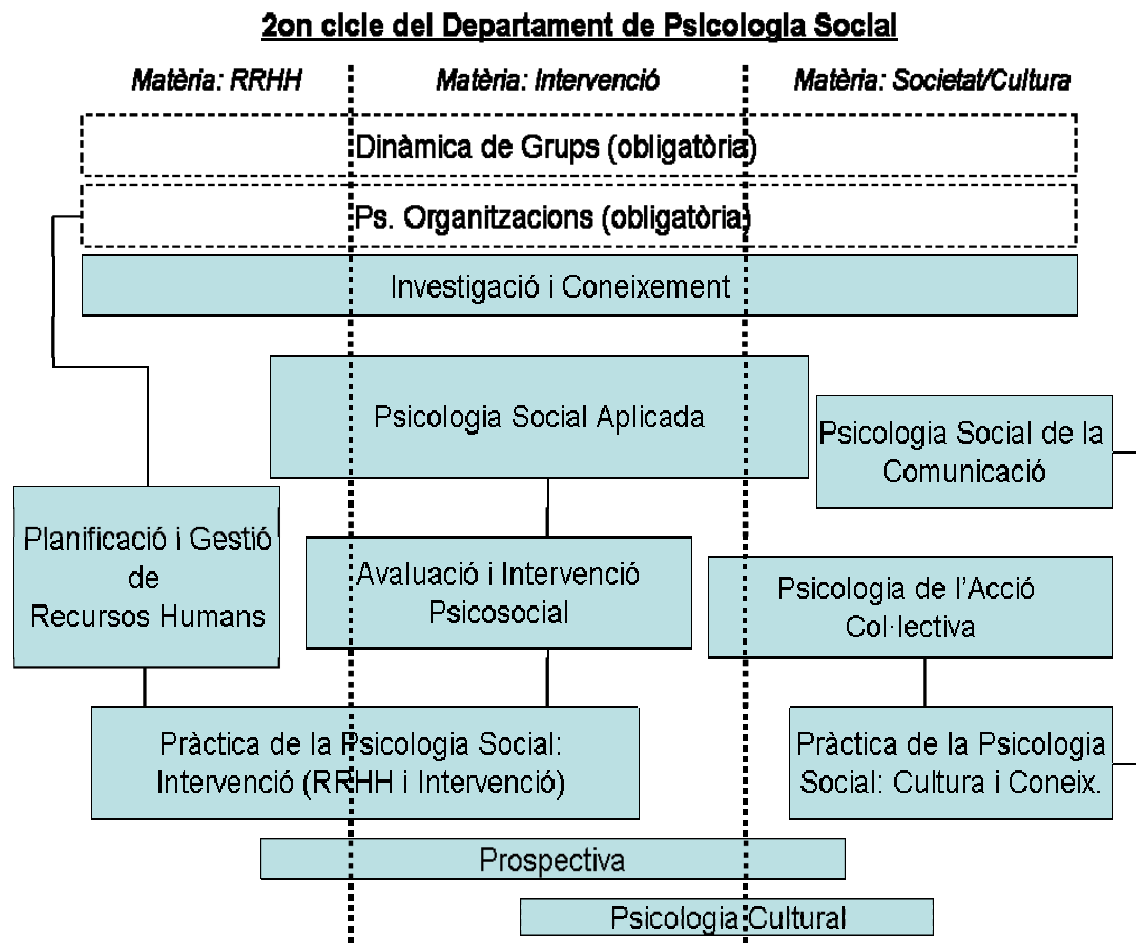 2on cicle del Departament de Psicologia Social
Matèria: RRHH
Matèria: Intervenció
Matèria: Societat/Cultura
Dinàmica de Grups (obligatòria)
Ps. Organitzacions (obligatòria)
Investigació i Coneixement
Psicologia Social Aplicada
Psicologia Social de la
Comunicació
Planificació i Gestió
de
Recursos Humans
Avaluació i Intervenció
Psicosocial
Psicologia de l'Acció
Col·lectiva
Pràctica de la Psicologia Social:
Intervenció (RRHH i Intervenció)
Pràctica de la Psicologia
Social: Cultura i Coneix.
Prospectiva
Psicologia Cultural